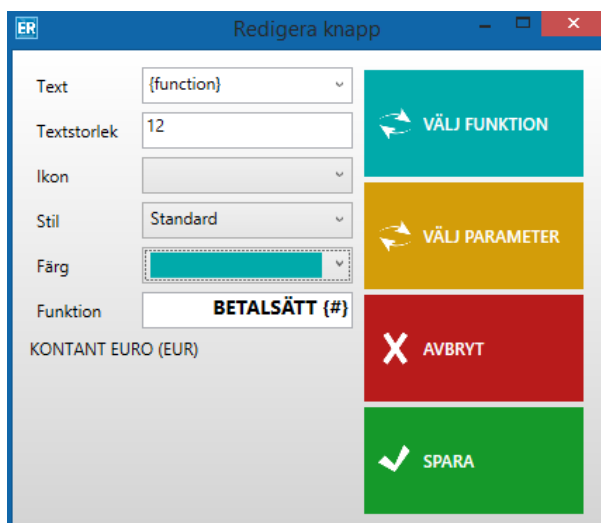 ER Redigera knapp
Text {function}
Textstorlek 12
Ikon
Stil Standard
Färg
Funktion BETALSÄTT {#}
KONTANT EURO (EUR)
VÄLJ FUNKTION
VÄLJ PARAMETER
AVBRYT
SPARA